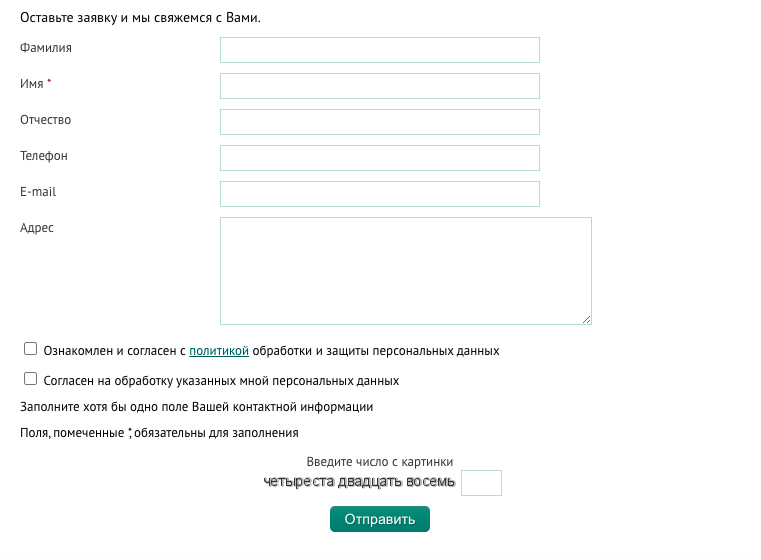 Оставьте заявку и мы свяжемся с Вами.
Фамилия
Имя *
Отчество
Телефон
E-mail
Адрес
Ознакомлен и согласен с политикой обработки и защиты персональных данных
Согласен на обработку указанных мной персональных данных
Заполните хотя бы одно поле Вашей контактной информации
Поля, помеченные *, обязательны для заполнения
Введите число с картинки
четыреста двадцать восемь
Отправить